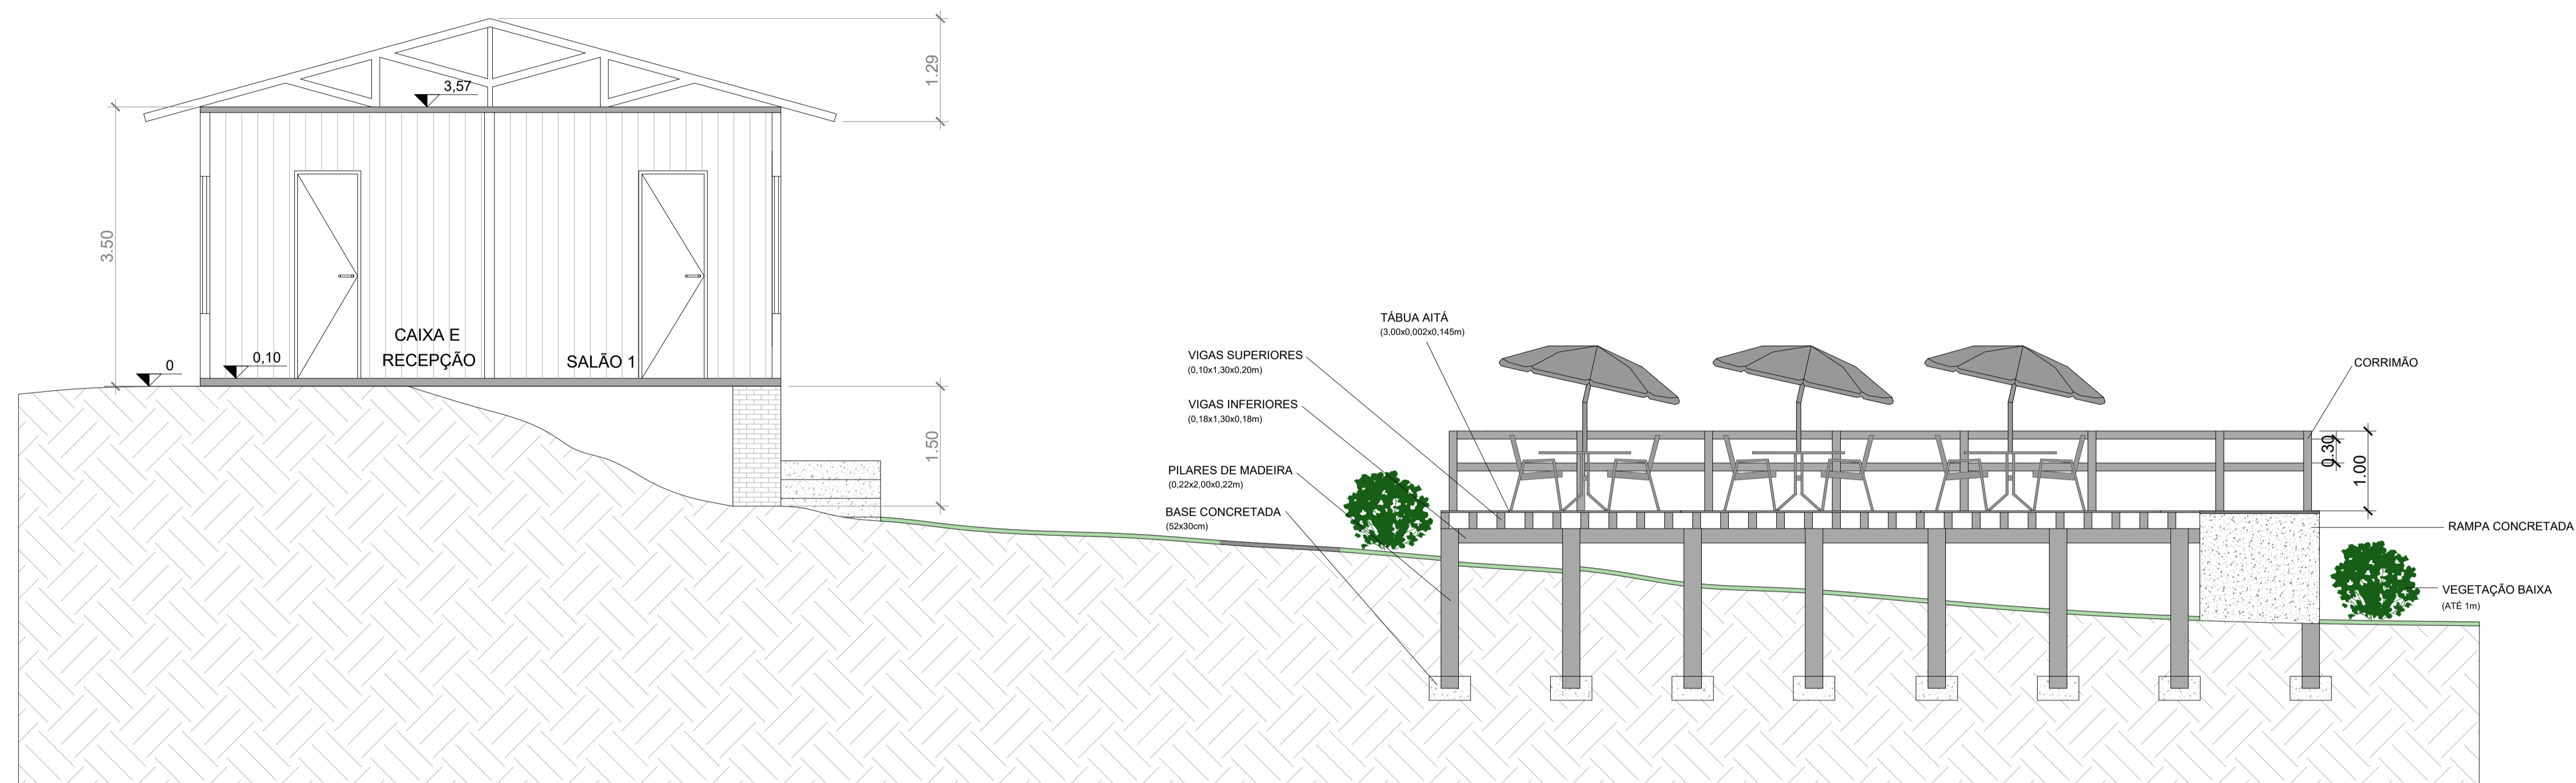 1.29
3,57
3.50
CAIXA E
RECEPÇÃO
SALÃO 1
0
0,10
1.50
TÁBUA AITÁ
(3,00x0,002x0,145m)
VIGAS SUPERIORES
(0,10x1,30x0,20m)
VIGAS INFERIORES
(0,18x1,30x0,18m)
PILARES DE MADEIRA
(0,22x2,00x0,22m)
BASE CONCRETADA
(52x30cm)
CORRIMÃO
0.30
1.00
RAMPA CONCRETADA
VEGETAÇÃO BAIXA
(ATÉ 1m)